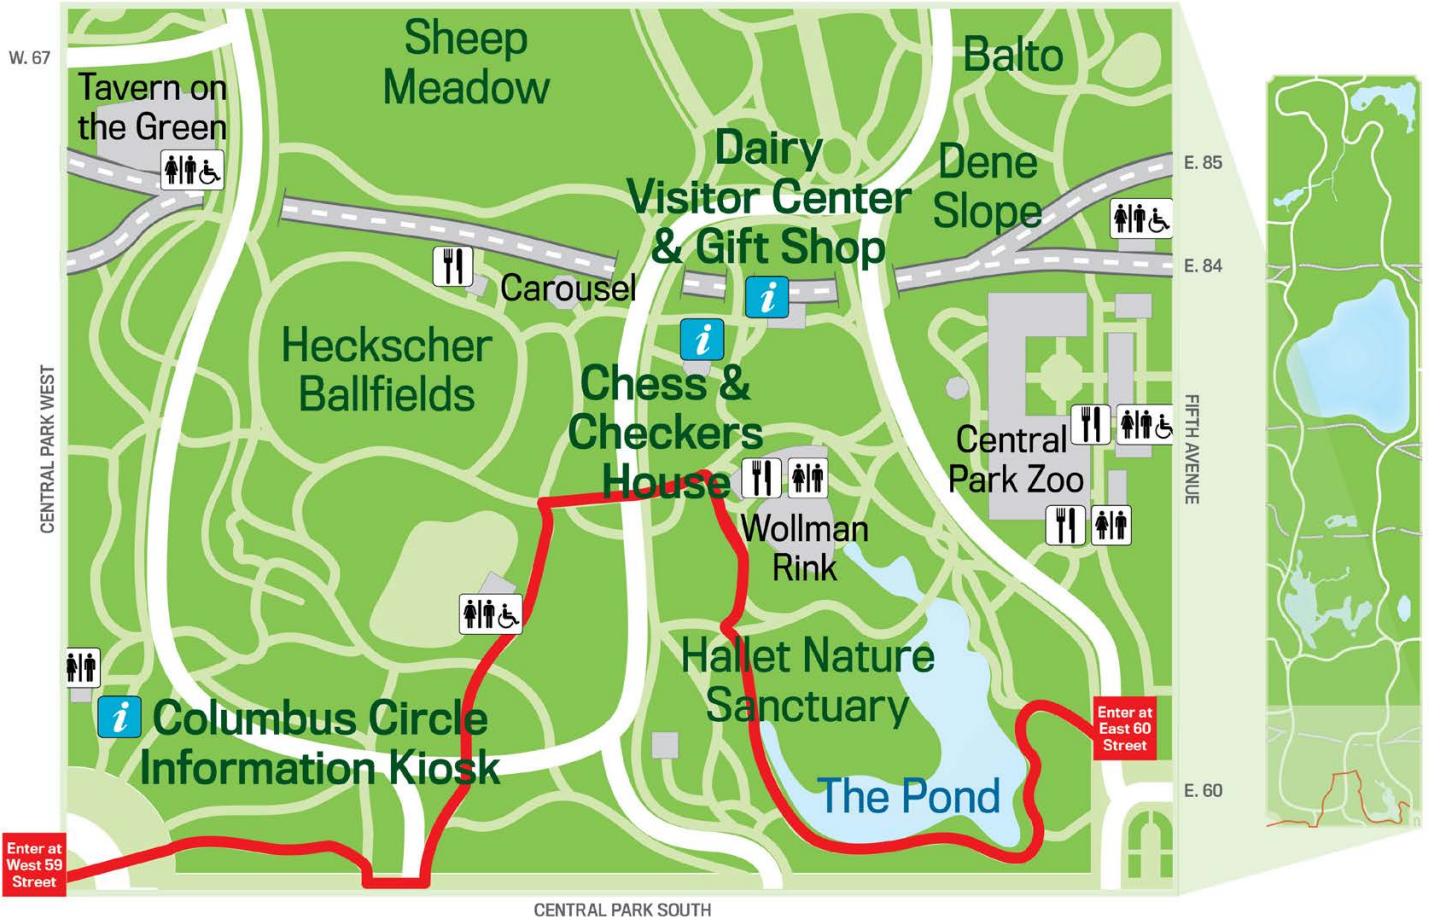 W. 67
Sheep
Meadow
Balto
Tavern on
the Green
Dairy
Visitor Center
& Gift Shop
Dene
Slope
E. 85
E. 84
i
Carousel
i
Heckscher
Ballfields
Chess &
Checkers
House
CENTRAL PARK WEST
FIFTH AVENUE
Central
Park Zoo
Wollman
Rink
Hallet Nature
Sanctuary
i
Columbus Circle
Information Kiosk
Enter at
East 60
Street
The Pond
E. 60
Enter at
West 59
Street
CENTRAL PARK SOUTH